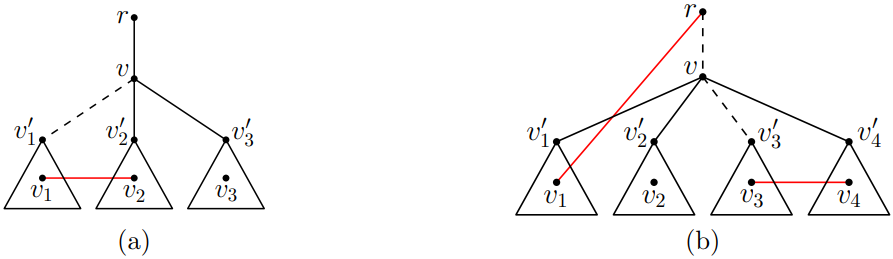 r r
v v
v′₁ v′₂ v′₃ v′₁ v′₂ v′₃ v′₄
v₁ v₂ v₃ v₁ v₂ v₃ v₄
(a) (b)